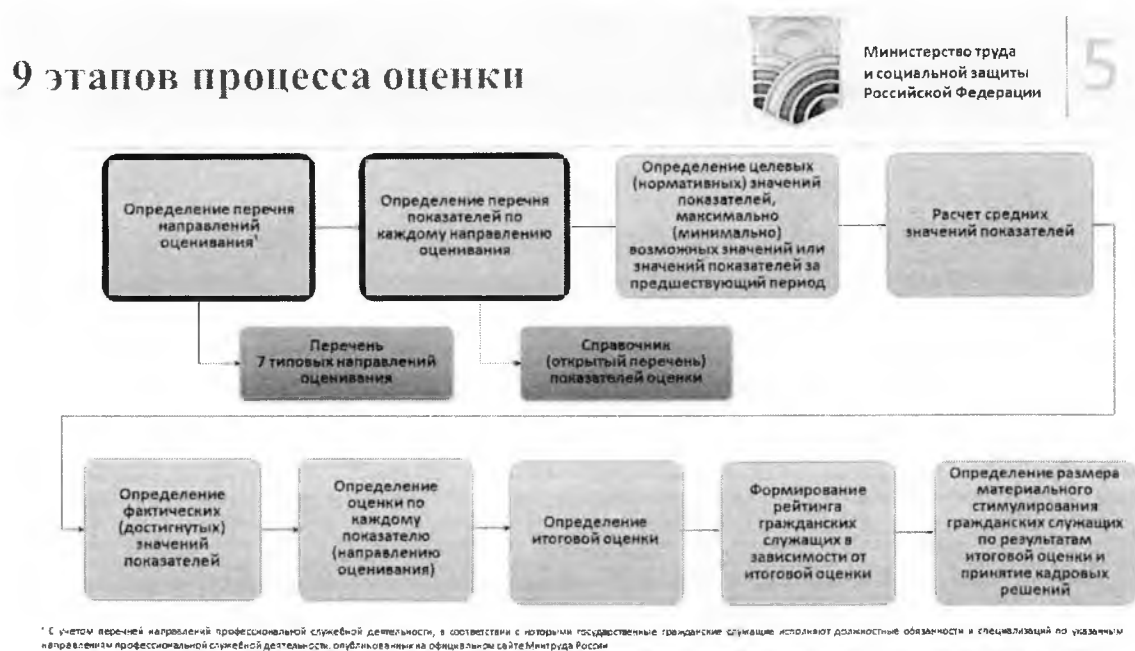 9 этапов процесса оценки
Министерство труда
и социальной защиты
Российской Федерации
5
Определение перечня
направлений
оценивания¹
Определение перечня
показателей по
каждому направлению
оценивания
Определение целевых
(нормативных) значений
показателей,
максимально
(минимально)
возможных значений или
значений показателей за
предшествующий период
Расчет средних
значений показателей
Перечень
7 типовых направлений
оценивания
Справочник
(открытый перечень)
показателей оценки
Определение
фактических
(достигнутых)
значений
показателей
Определение
оценки по
каждому
показателю
(направлению
оценивания)
Определение
итоговой оценки
Формирование
рейтинга
гражданских
служащих в
зависимости от
итоговой оценки
Определение размера
материального
стимулирования
гражданских служащих
по результатам
итоговой оценки и
принятие кадровых
решений
¹ С учетом перечней направлений профессиональной служебной деятельности, в соответствии с которыми государственные гражданские служащие исполняют должностные обязанности и специализаций по указанным
направлениям профессиональной служебной деятельности, опубликованных на официальном сайте Минтруда России